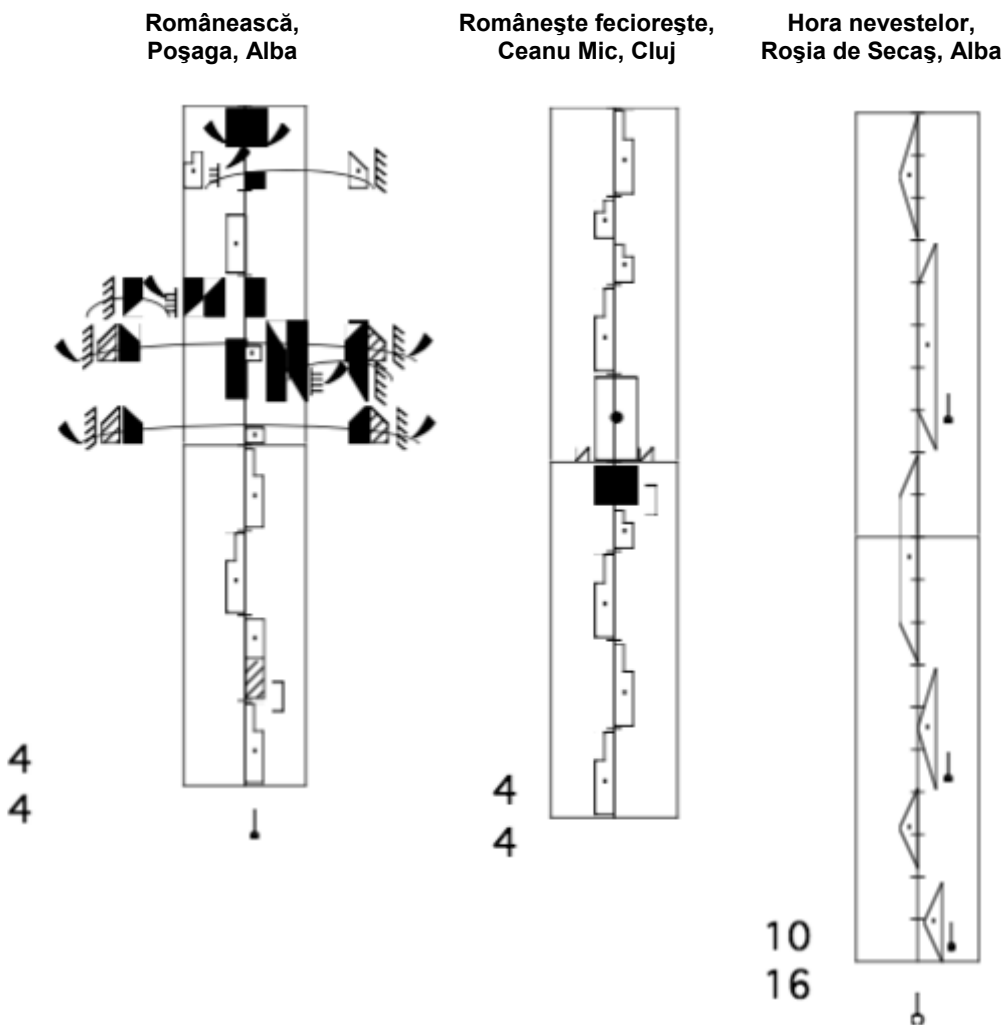 Românească,
Poşaga, Alba
Româneşte fecioreşte,
Ceanu Mic, Cluj
Hora nevestelor,
Roşia de Secaş, Alba
4
4
4
4
10
16